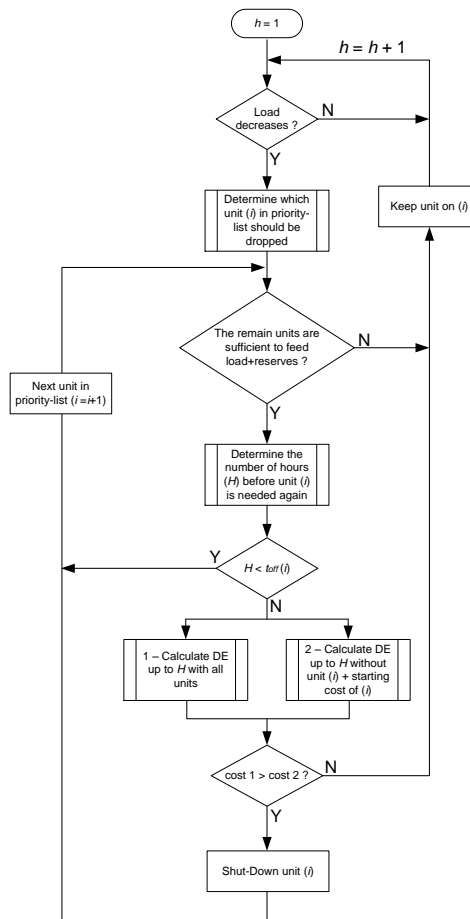 h = 1
h = h + 1
Load
decreases ?
N
Y
Determine which
unit (i) in priority-
list should be
dropped
Keep unit on (i)
The remain units are
sufficient to feed
load+reserves ?
N
Y
Next unit in
priority-list (i=i+1)
Determine the
number of hours
(H) before unit (i)
is needed again
Y
H < toff (i)
N
1 – Calculate DE
up to H with all
units
2 – Calculate DE
up to H without
unit (i) + starting
cost of (i)
cost 1 > cost 2 ?
N
Y
Shut-Down unit (i)